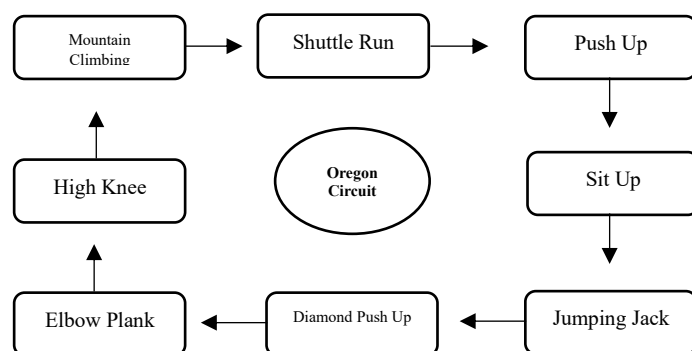 Mountain
Climbing
Shuttle Run
Push Up
High Knee
Oregon
Circuit
Sit Up
Elbow Plank
Diamond Push Up
Jumping Jack